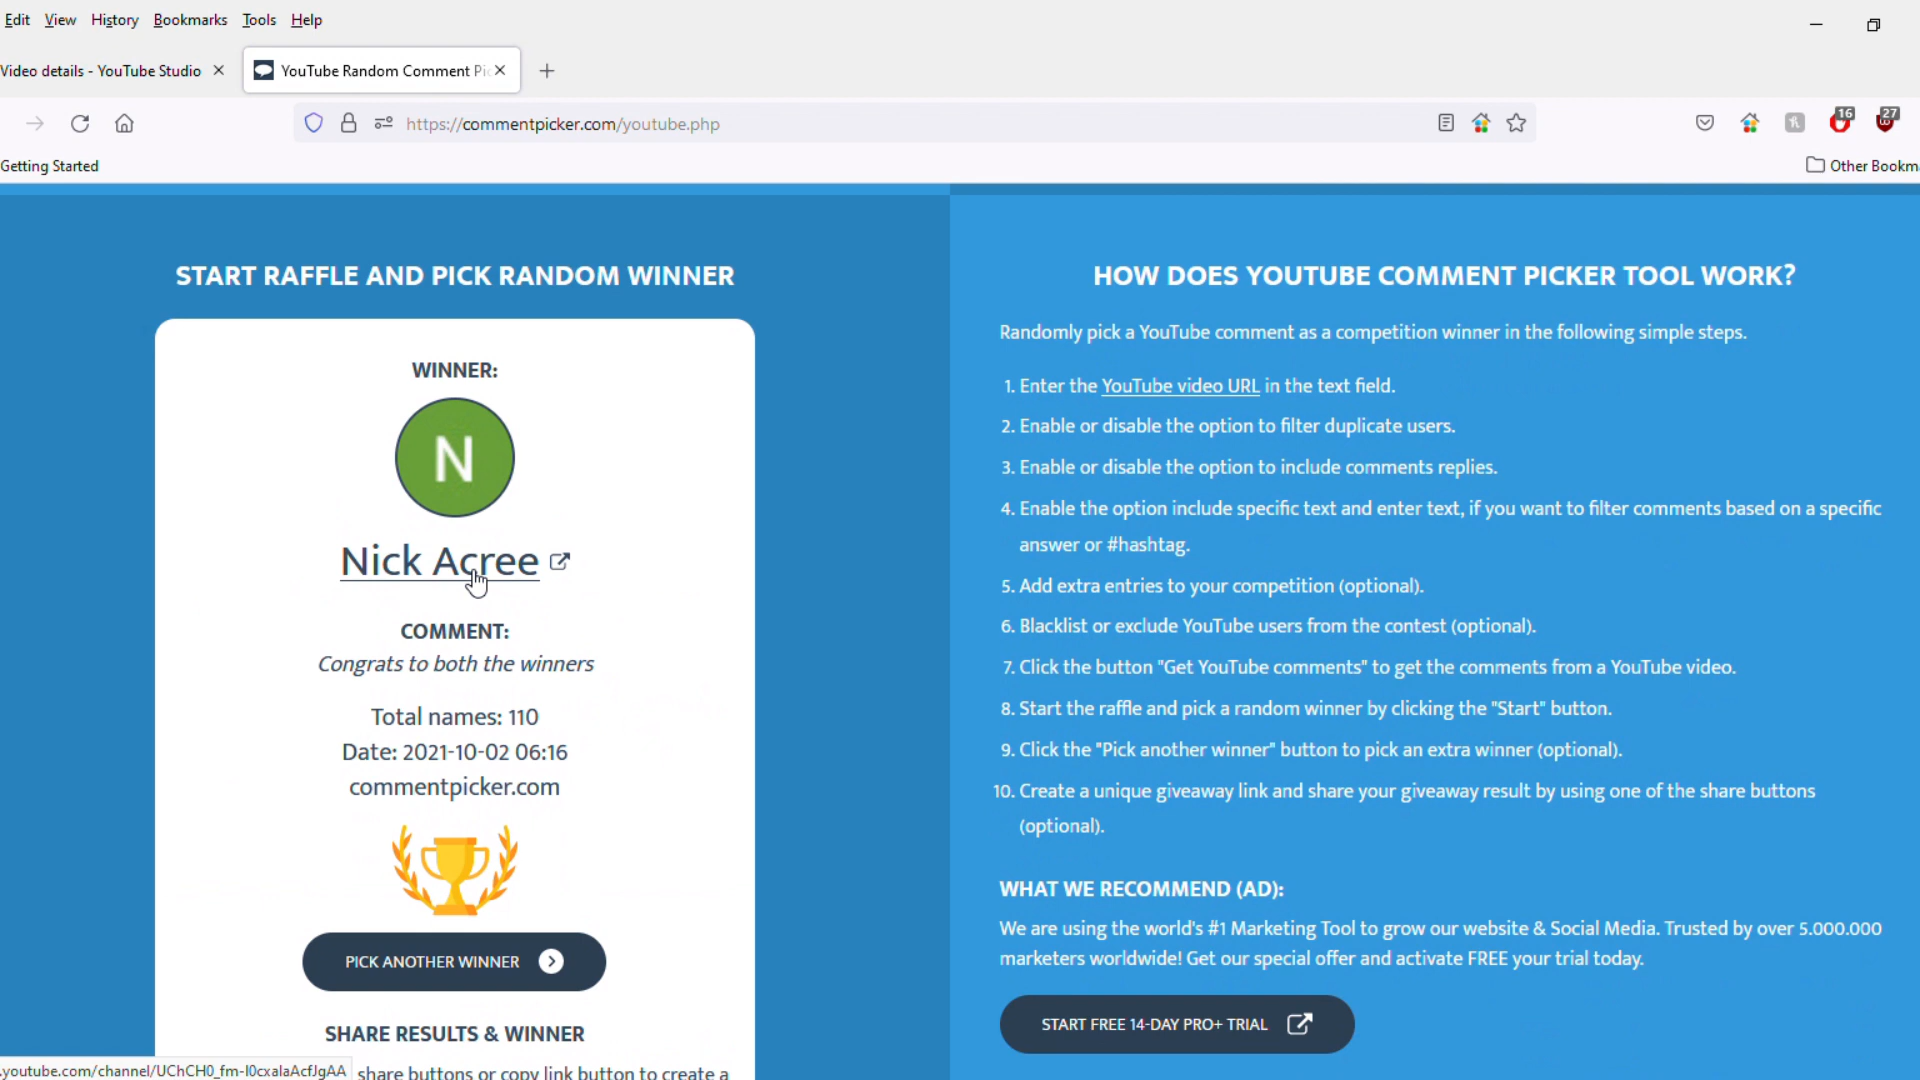 Edit View History Bookmarks Tools Help
Video details - YouTube Studio
YouTube Random Comment Pic
https://commentpicker.com/youtube.php
16
27
Getting Started
Other Bookm
START RAFFLE AND PICK RANDOM WINNER
WINNER:
N
Nick Acree
COMMENT:
Congrats to both the winners
Total names: 110
Date: 2021-10-02 06:16
commentpicker.com
PICK ANOTHER WINNER
SHARE RESULTS & WINNER
share buttons or copy link button to create a
.youtube.com/channel/UChCH0_fm-I0cxalaAcfJgAA
HOW DOES YOUTUBE COMMENT PICKER TOOL WORK?
Randomly pick a YouTube comment as a competition winner in the following simple steps.
1. Enter the YouTube video URL in the text field.
2. Enable or disable the option to filter duplicate users.
3. Enable or disable the option to include comments replies.
4. Enable the option include specific text and enter text, if you want to filter comments based on a specific
answer or #hashtag.
5. Add extra entries to your competition (optional).
6. Blacklist or exclude YouTube users from the contest (optional).
7. Click the button "Get YouTube comments" to get the comments from a YouTube video.
8. Start the raffle and pick a random winner by clicking the "Start" button.
9. Click the "Pick another winner" button to pick an extra winner (optional).
10. Create a unique giveaway link and share your giveaway result by using one of the share buttons
(optional).
WHAT WE RECOMMEND (AD):
We are using the world's #1 Marketing Tool to grow our website & Social Media. Trusted by over 5.000.000
marketers worldwide! Get our special offer and activate FREE your trial today.
START FREE 14-DAY PRO+ TRIAL